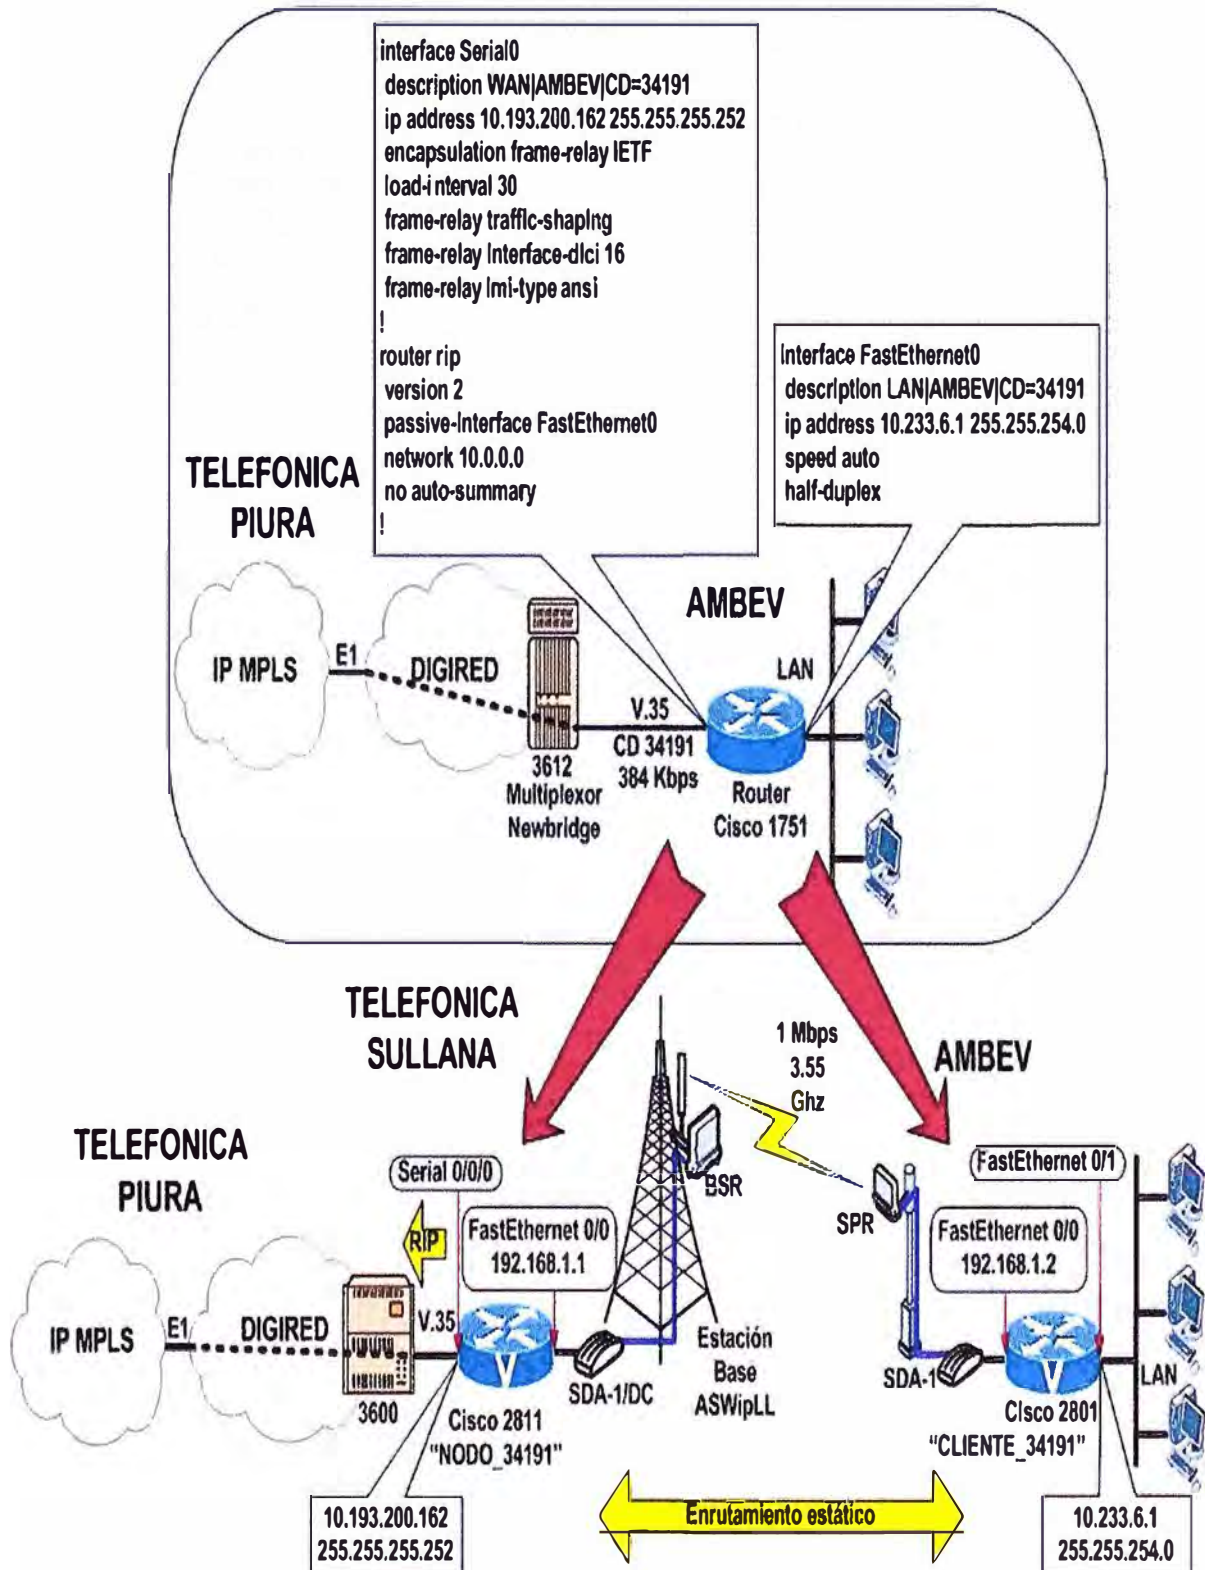 interface Serial0
description WAN|AMBEV|CD=34191
ip address 10.193.200.162 255.255.255.252
encapsulation frame-relay IETF
load-interval 30
frame-relay traffic-shaping
frame-relay interface-dlci 16
frame-relay lmi-type ansi
!
router rip
version 2
passive-interface FastEthernet0
network 10.0.0.0
no auto-summary
!
interface FastEthernet0
description LAN|AMBEV|CD=34191
ip address 10.233.6.1 255.255.254.0
speed auto
half-duplex
TELEFONICA
PIURA
AMBEV
IP MPLS
E1
DIGIRED
LAN
V.35
CD 34191
384 Kbps
3612
Multiplexor
Newbridge
Router
Cisco 1751
TELEFONICA
SULLANA
1 Mbps
3.55
Ghz
AMBEV
TELEFONICA
PIURA
Serial 0/0/0
FastEthernet 0/1
BSR
SPR
RIP
FastEthernet 0/0
192.168.1.1
FastEthernet 0/0
192.168.1.2
IP MPLS
E1
DIGIRED
V.35
3600
Cisco 2811
"NODO_34191"
SDA-1/DC
Estación
Base
ASWipLL
SDA-1
Cisco 2801
"CLIENTE_34191"
LAN
10.193.200.162
255.255.255.252
Enrutamiento estático
10.233.6.1
255.255.254.0